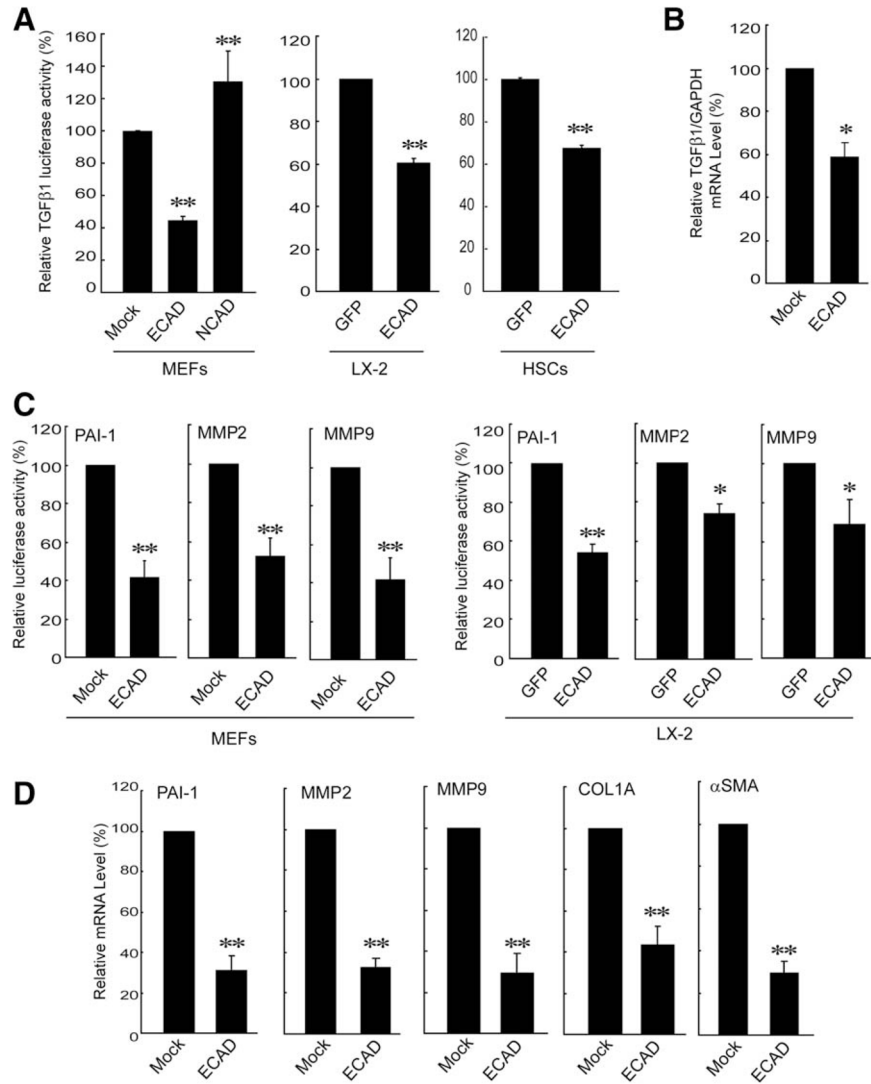 A
Relative TGFβ1 luciferase activity (%)
160
140
120
100
80
60
40
20
0
**
**
Mock
ECAD
NCAD
MEFs
120
100
80
60
40
20
0
**
GFP
ECAD
LX-2
120
100
80
60
40
20
0
**
GFP
ECAD
HSCs
B
Relative TGFβ1/GAPDH
mRNA Level (%)
120
100
80
60
40
20
0
*
Mock
ECAD
C
Relative luciferase activity (%)
120
100
80
60
40
20
0
PAI-1
**
Mock
ECAD
MMP2
**
Mock
ECAD
MMP9
**
Mock
ECAD
MEFs
Relative luciferase activity (%)
120
100
80
60
40
20
0
PAI-1
**
GFP
ECAD
MMP2
*
GFP
ECAD
MMP9
*
GFP
ECAD
LX-2
D
Relative mRNA Level (%)
120
100
80
60
40
20
0
PAI-1
**
Mock
ECAD
MMP2
**
Mock
ECAD
MMP9
**
Mock
ECAD
COL1A
**
Mock
ECAD
αSMA
**
Mock
ECAD